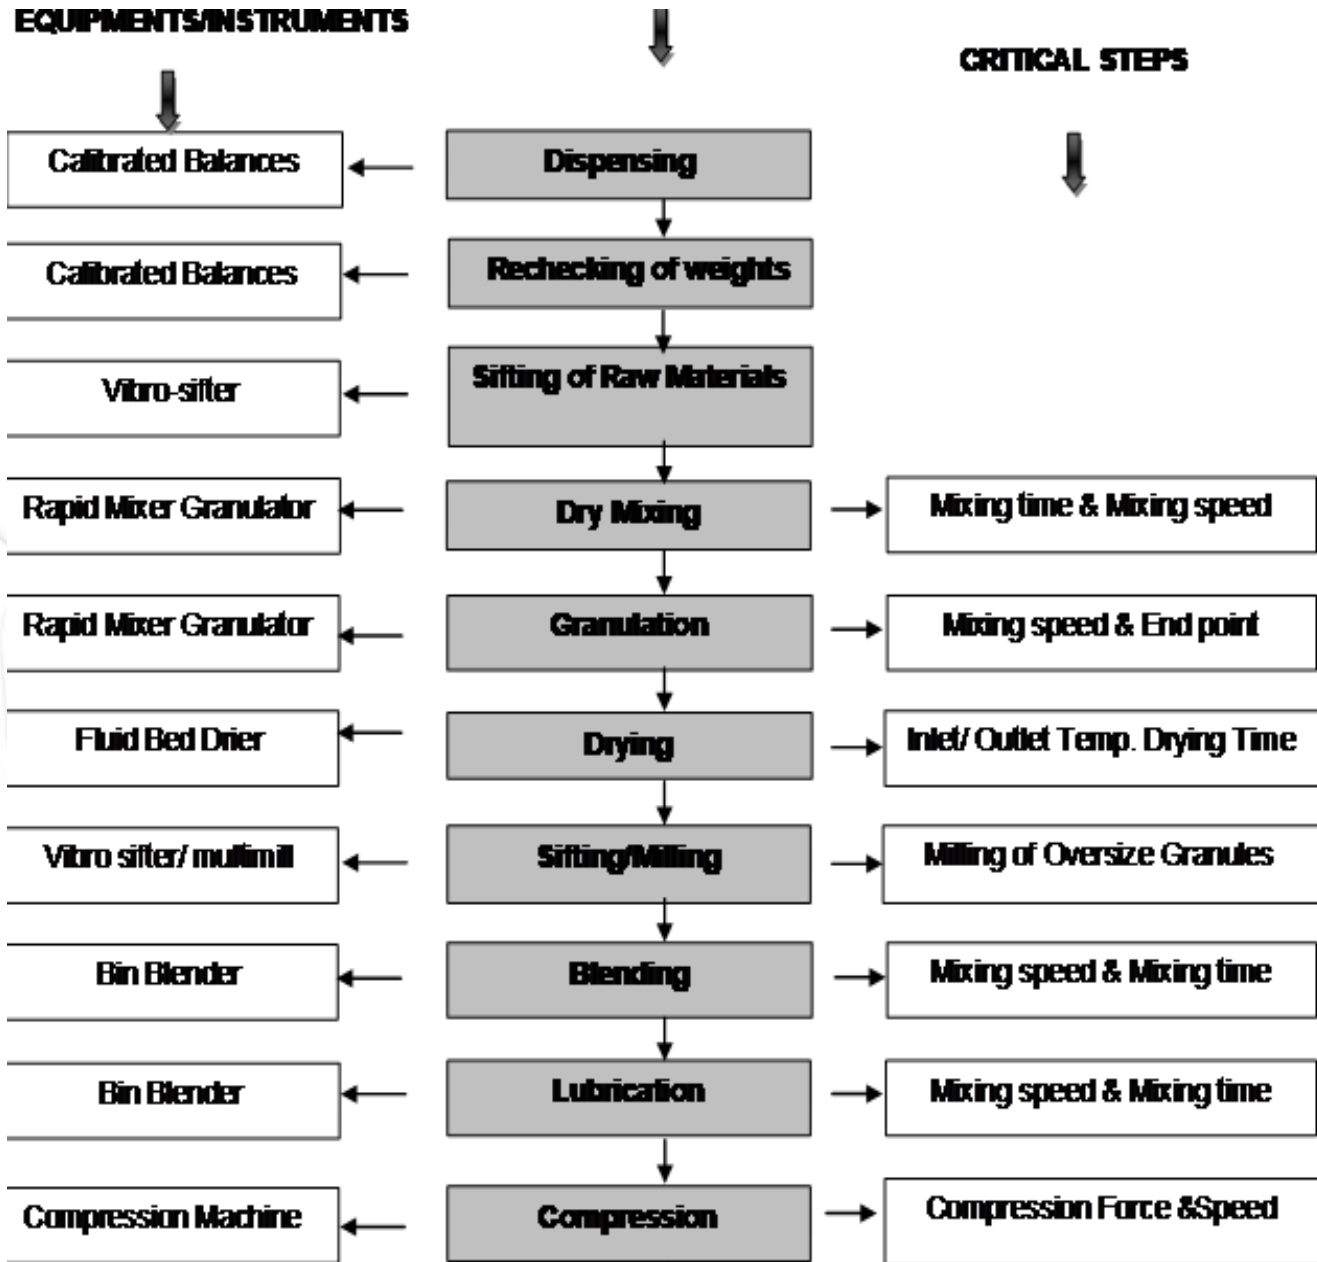 EQUIPMENTS/INSTRUMENTS
CRITICAL STEPS
Calibrated Balances
Dispensing
Calibrated Balances
Rechecking of weights
Vibro-sifter
Sifting of Raw Materials
Rapid Mixer Granulator
Dry Mixing
Mixing time & Mixing speed
Rapid Mixer Granulator
Granulation
Mixing speed & End point
Fluid Bed Drier
Drying
Inlet/ Outlet Temp. Drying Time
Vibro sifter/ multimill
Sifting/Milling
Milling of Oversize Granules
Bin Blender
Blending
Mixing speed & Mixing time
Bin Blender
Lubrication
Mixing speed & Mixing time
Compression Machine
Compression
Compression Force &Speed